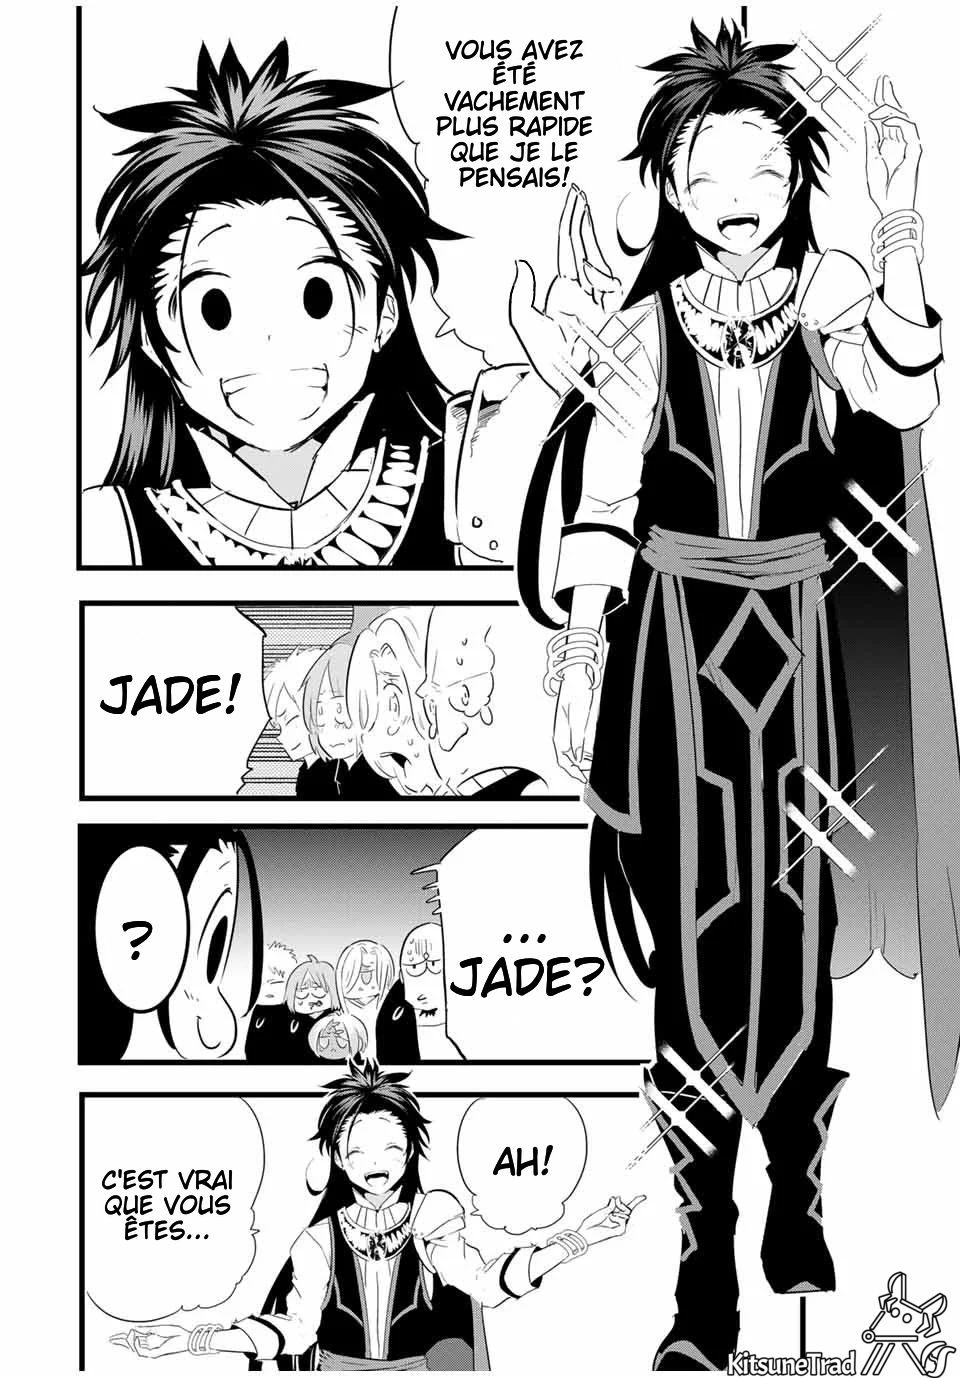 VOUS AVEZ
ÉTÉ
VACHEMENT
PLUS RAPIDE
QUE JE LE
PENSAIS!
JADE!
...
JADE?
?
AH!
C'EST VRAI
QUE VOUS
ÊTES...
KitsuneTrad